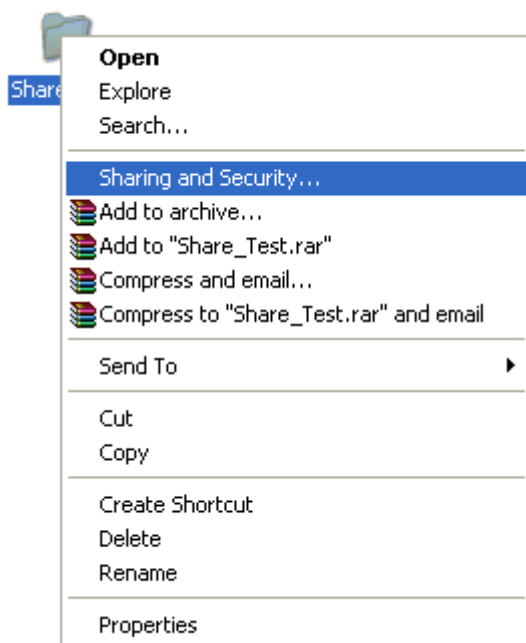 Share
Open
Explore
Search...
Sharing and Security...
Add to archive...
Add to "Share_Test.rar"
Compress and email...
Compress to "Share_Test.rar" and email
Send To
Cut
Copy
Create Shortcut
Delete
Rename
Properties